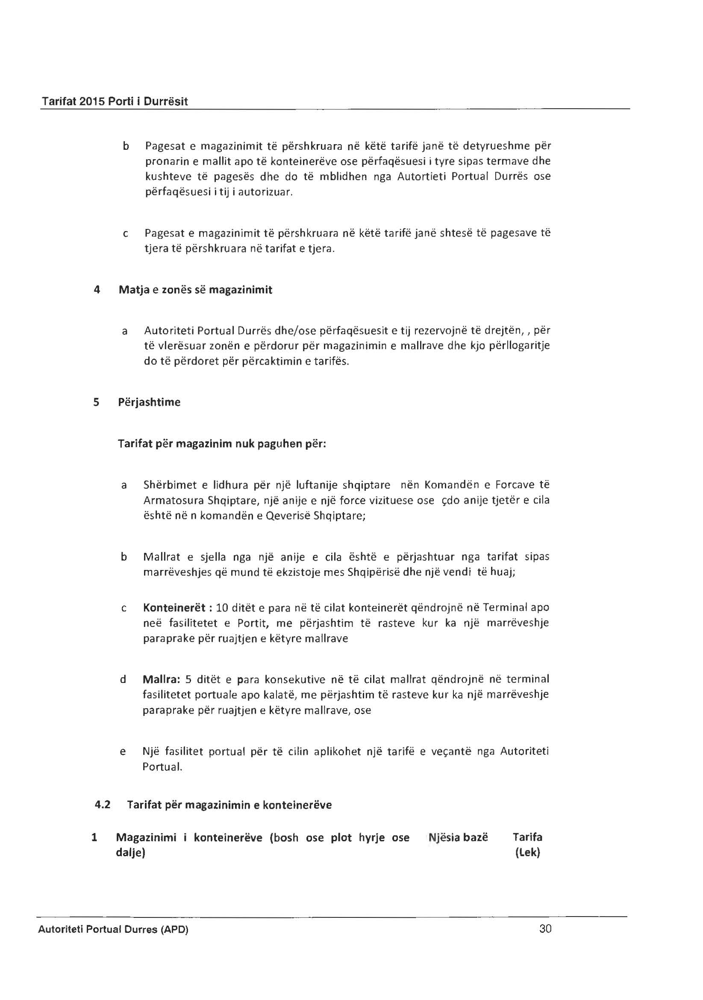 Tarifat 2015 Porti i Durrësit
b Pagesat e magazinimit të përshkruara në këtë tarifë janë të detyrueshme për
pronarin e mallit apo të konteinerëve ose përfaqësuesi i tyre sipas termave dhe
kushteve të pagesës dhe do të mblidhen nga Autortieti Portual Durrës ose
përfaqësuesi i tij i autorizuar.
c Pagesat e magazinimit të përshkruara në këtë tarifë janë shtesë të pagesave të
tjera të përshkruara në tarifat e tjera.
4 Matja e zonës së magazinimit
a Autoriteti Portual Durrës dhe/ose përfaqësuesit e tij rezervojnë të drejtën, , për
të vlerësuar zonën e përdorur për magazinimin e mallrave dhe kjo përllogaritje
do të përdoret për përcaktimin e tarifës.
5 Përjashtime
Tarifat për magazinim nuk paguhen për:
a Shërbimet e lidhura për një luftanije shqiptare nën Komandën e Forcave të
Armatosura Shqiptare, një anije e një force vizituese ose çdo anije tjetër e cila
është në n komandën e Qeverisë Shqiptare;
b Mallrat e sjella nga një anije e cila është e përjashtuar nga tarifat sipas
marrëveshjes që mund të ekzistoje mes Shqipërisë dhe një vendi të huaj;
c Konteinerët : 10 ditët e para në të cilat konteinerët qëndrojnë në Terminal apo
neë fasilitetet e Portit, me përjashtim të rasteve kur ka një marrëveshje
paraprake për ruajtjen e këtyre mallrave
d Mallra: 5 ditët e para konsekutive në të cilat mallrat qëndrojnë në terminal
fasilitetet portuale apo kalatë, me përjashtim të rasteve kur ka një marrëveshje
paraprake për ruajtjen e këtyre mallrave, ose
e Një fasilitet portual për të cilin aplikohet një tarifë e veçantë nga Autoriteti
Portual.
4.2 Tarifat për magazinimin e konteinerëve
1 Magazinimi i konteinerëve (bosh ose plot hyrje ose Njësia bazë Tarifa
dalje) (Lek)
Autoriteti Portual Durres (APD) 30